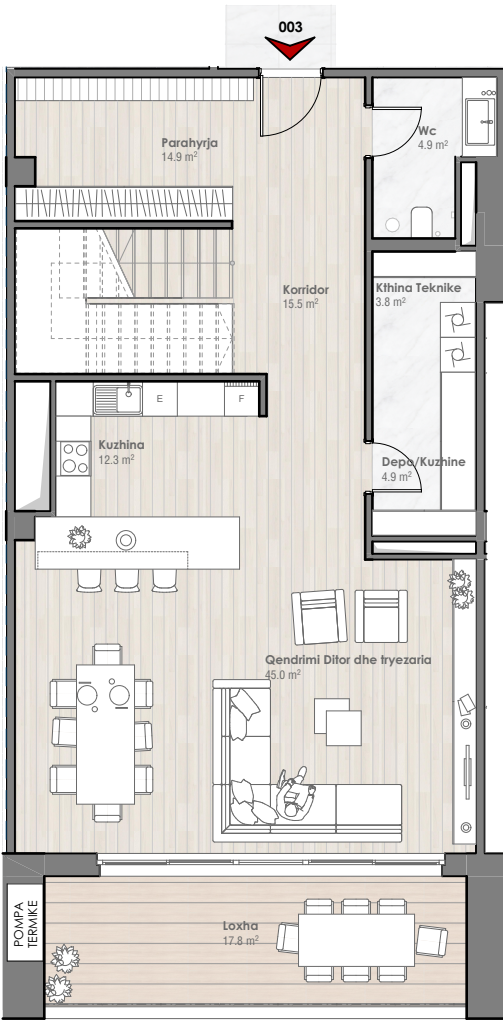 003
Parahyrja
14.9 m²
Wc
4.9 m²
Korridor
15.5 m²
Kthina Teknike
3.8 m²
E
F
Kuzhina
12.3 m²
Depo/Kuzhine
4.9 m²
Qendrimi Ditor dhe tryezaria
45.0 m²
POMPA
TERMIKE
Loxha
17.8 m²